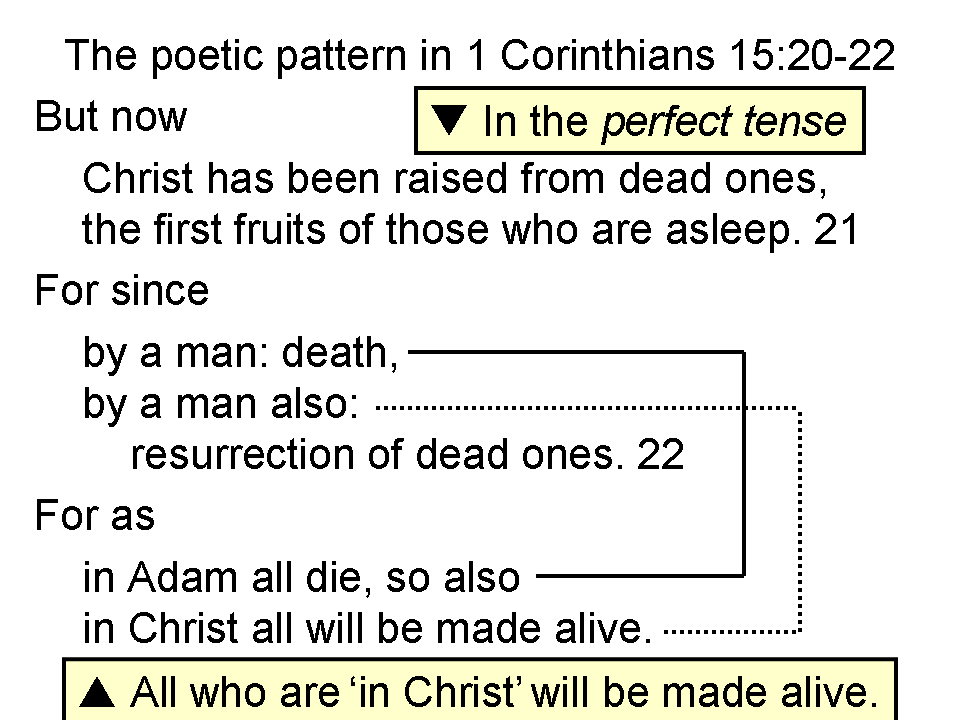 The poetic pattern in 1 Corinthians 15:20-22
But now
▼ In the perfect tense
Christ has been raised from dead ones,
the first fruits of those who are asleep. 21
For since
by a man: death,
by a man also:
resurrection of dead ones. 22
For as
in Adam all die, so also
in Christ all will be made alive.
▲ All who are ‘in Christ’ will be made alive.